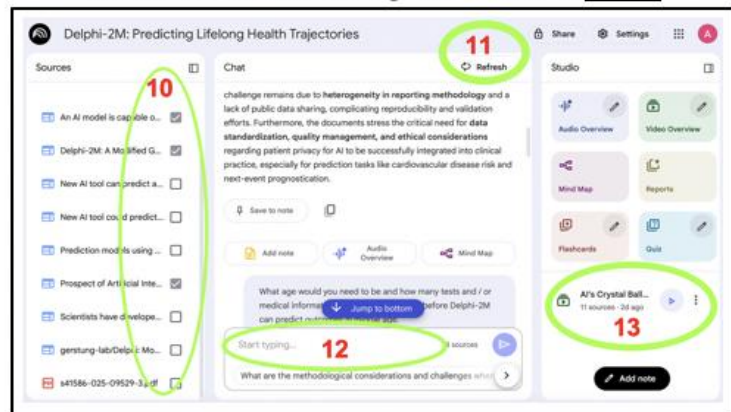 Delphi-2M: Predicting Lifelong Health Trajectories
Share
Settings
A
Sources
10
An AI model is capable o...
Delphi-2M: A Modified G...
New AI tool can predict a...
New AI tool could predict...
Prediction models using ...
Prospect of Artificial Inte...
Scientists have develope...
gerstung-lab/Delphi: Mo...
s41586-025-09529-3.pdf
Chat
11
Refresh
challenge remains due to heterogeneity in reporting methodology and a
lack of public data sharing, complicating reproducibility and validation
efforts. Furthermore, the documents stress the critical need for data
standardization, quality management, and ethical considerations
regarding patient privacy for AI to be successfully integrated into clinical
practice, especially for prediction tasks like cardiovascular disease risk and
next-event prognostication.
Save to note
Add note
Audio
Overview
Mind Map
What age would you need to be and how many tests and / or
medical informat
before Delphi-2M
can predict
Jump to bottom
Start typing...
12
sources
What are the methodological considerations and challenges when
Studio
Audio Overview
Video Overview
Mind Map
Reports
Flashcards
Quiz
AI's Crystal Ball...
11 sources · 2d ago
13
Add note